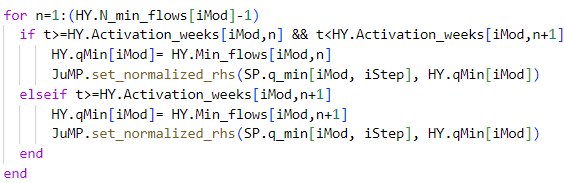 for n=1:(HY.N_min_flows[iMod]-1)
  if t>=HY.Activation_weeks[iMod,n] && t<HY.Activation_weeks[iMod,n+1]
      HY.qMin[iMod]= HY.Min_flows[iMod,n]
      JuMP.set_normalized_rhs(SP.q_min[iMod, iStep], HY.qMin[iMod])
  elseif t>=HY.Activation_weeks[iMod,n+1]
      HY.qMin[iMod]= HY.Min_flows[iMod,n+1]
      JuMP.set_normalized_rhs(SP.q_min[iMod, iStep], HY.qMin[iMod])
  end
end